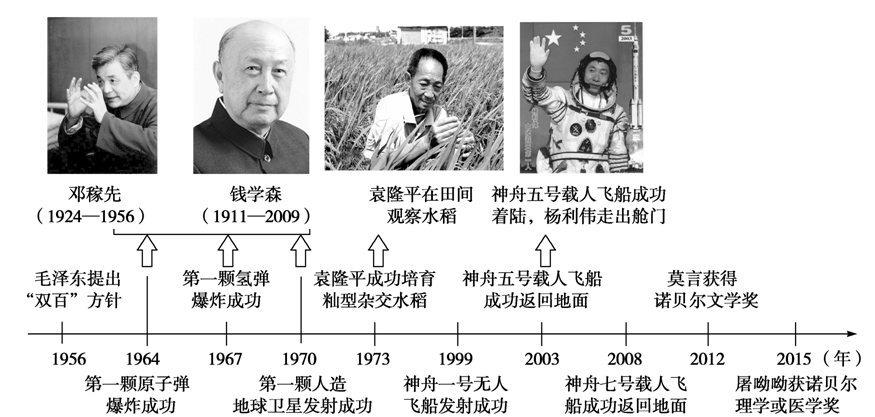 5
2003
邓稼先
（1924—1956）
钱学森
（1911—2009）
袁隆平在田间
观察水稻
神舟五号载人飞船成功
着陆，杨利伟走出舱门
毛泽东提出
“双百”方针
第一颗氢弹
爆炸成功
袁隆平成功培育
籼型杂交水稻
神舟五号载人飞船
成功返回地面
莫言获得
诺贝尔文学奖
1956 1964 1967 1970 1973 1999 2003 2008 2012 2015（年）
第一颗原子弹
爆炸成功
第一颗人造
地球卫星发射成功
神舟一号无人
飞船发射成功
神舟七号载人飞
船成功返回地面
屠呦呦获诺贝尔
理学或医学奖